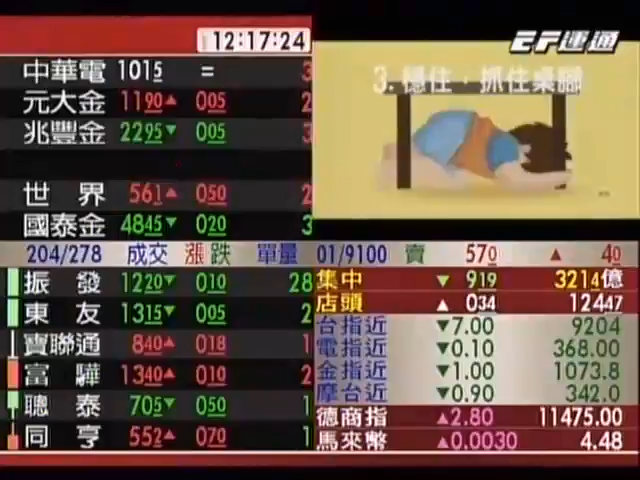 12:17:24
EF運通
中華電 1015 = 3
元大金 1190▲ 005 2
兆豐金 2295▼ 005 3
3. 穩住，抓住桌腳
世界 561▲ 050 2
國泰金 4845▼ 020 3
204/278 成交 漲跌 單量 01/9100 賣 570 ▲ 40
振發 1220▼ 010 28
東友 1315▼ 005 2
寶聯通 840▲ 018 1
富驊 1340▲ 010 2
聰泰 705▼ 050 1
同亨 552▲ 070 1
集中 ▼ 919 3214億
店頭 ▲ 034 12447
台指近 ▼7.00 9204
電指近 ▼0.10 368.00
金指近 ▼1.00 1073.8
摩台近 ▼0.90 342.0
德商指 ▲2.80 11475.00
馬來幣 ▲0.0030 4.48